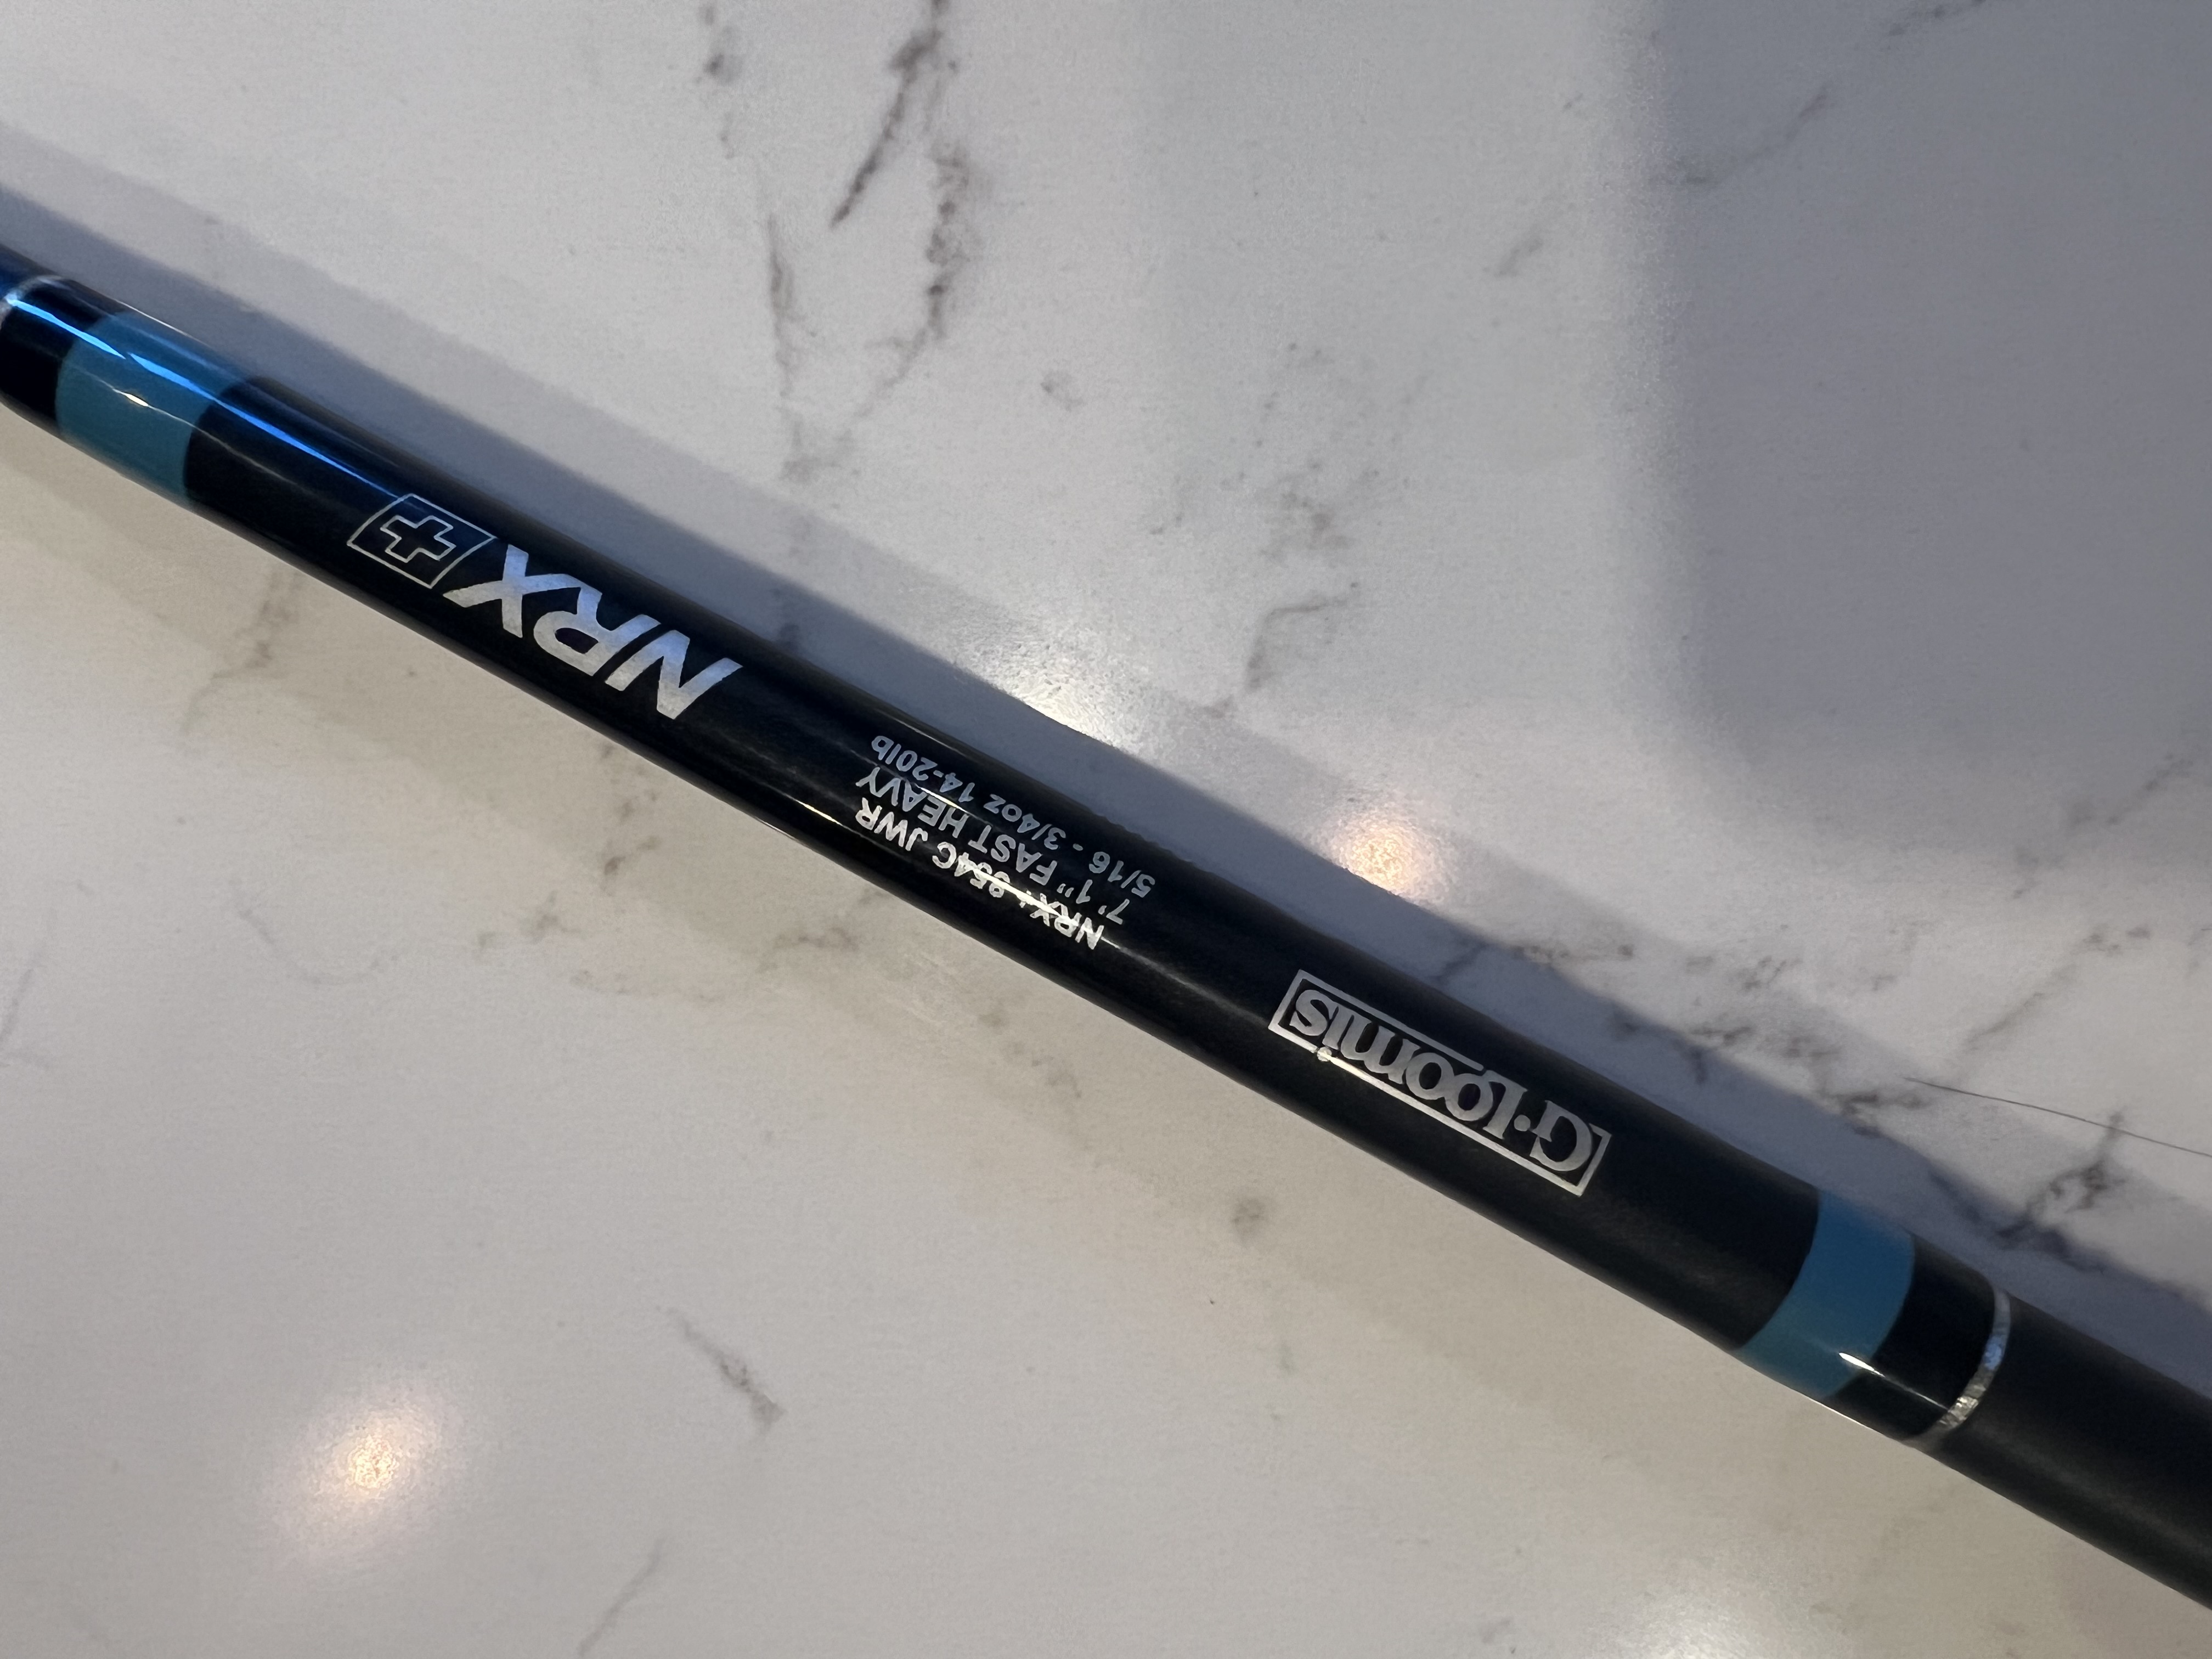 G·loomis
NRX+ 854C JWR
7'1" FAST HEAVY
5/16 - 3/4oz 14-20lb
NRX+